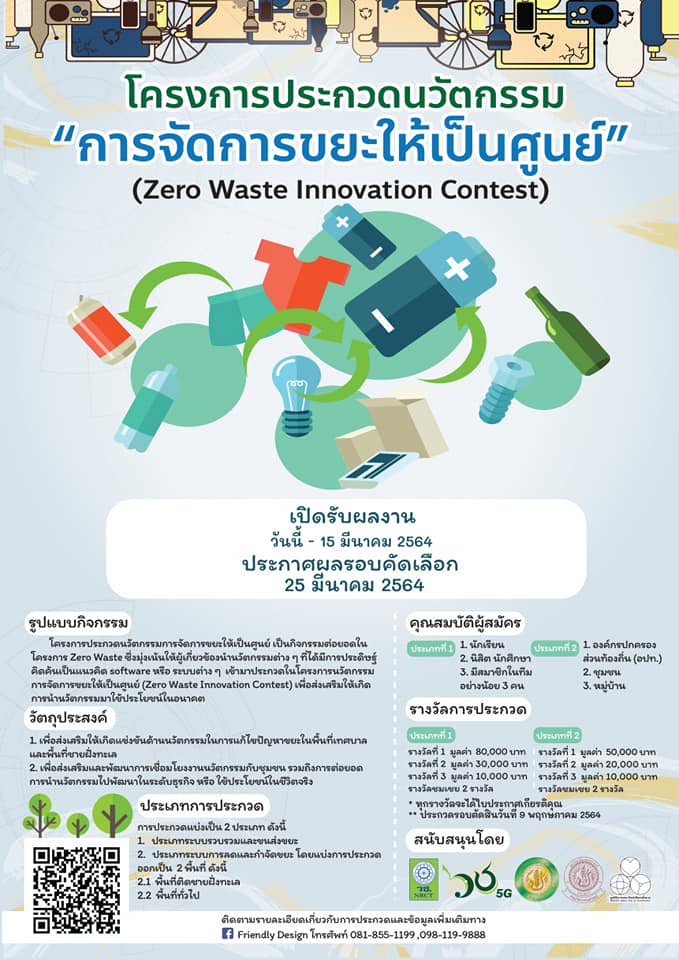 โครงการประกวดนวัตกรรม
“การจัดการขยะให้เป็นศูนย์”
(Zero Waste Innovation Contest)
เปิดรับผลงาน
วันนี้ - 15 มีนาคม 2564
ประกาศผลรอบคัดเลือก
25 มีนาคม 2564
รูปแบบกิจกรรม
โครงการประกวดนวัตกรรมการจัดการขยะให้เป็นศูนย์ เป็นกิจกรรมต่อยอดใน
โครงการ Zero Waste ซึ่งมุ่งเน้นให้ผู้เกี่ยวข้องนำนวัตกรรมต่าง ๆ ที่ได้มีการประดิษฐ์
คิดค้นเป็นแนวคิด software หรือ ระบบต่าง ๆ เข้ามาประกวดในโครงการนวัตกรรม
การจัดการขยะให้เป็นศูนย์ (Zero Waste Innovation Contest) เพื่อส่งเสริมให้เกิด
การนำนวัตกรรมมาใช้ประโยชน์ในอนาคต
วัตถุประสงค์
1. เพื่อส่งเสริมให้เกิดแข่งขันด้านนวัตกรรมในการแก้ไขปัญหาขยะในพื้นที่เทศบาล
และพื้นที่ชายฝั่งทะเล
2. เพื่อส่งเสริมและพัฒนาการเชื่อมโยงงานนวัตกรรมกับชุมชน รวมถึงการต่อยอด
การนำนวัตกรรมไปพัฒนาในระดับธุรกิจ หรือ ใช้ประโยชน์ในชีวิตจริง
ประเภทการประกวด
การประกวดแบ่งเป็น 2 ประเภท ดังนี้
1. ประเภทระบบรวบรวมและขนส่งขยะ
2. ประเภทระบบการลดและกำจัดขยะ โดยแบ่งการประกวด
ออกเป็น 2 พื้นที่ ดังนี้
2.1 พื้นที่ติดชายฝั่งทะเล
2.2 พื้นที่ทั่วไป
คุณสมบัติผู้สมัคร
ประเภทที่ 1
1. นักเรียน
2. นิสิต นักศึกษา
3. มีสมาชิกในทีม
อย่างน้อย 3 คน
ประเภทที่ 2
1. องค์กรปกครอง
ส่วนท้องถิ่น (อปท.)
2. ชุมชน
3. หมู่บ้าน
รางวัลการประกวด
ประเภทที่ 1
รางวัลที่ 1 มูลค่า 80,000 บาท
รางวัลที่ 2 มูลค่า 30,000 บาท
รางวัลที่ 3 มูลค่า 10,000 บาท
รางวัลชมเชย 2 รางวัล
ประเภทที่ 2
รางวัลที่ 1 มูลค่า 50,000 บาท
รางวัลที่ 2 มูลค่า 20,000 บาท
รางวัลที่ 3 มูลค่า 10,000 บาท
รางวัลชมเชย 2 รางวัล
* ทุกรางวัลจะได้ใบประกาศเกียรติคุณ
** ประกวดรอบตัดสินวันที่ 9 พฤษภาคม 2564
สนับสนุนโดย
วช.
NRCT
วช
5G
ติดตามรายละเอียดเกี่ยวกับการประกวดและข้อมูลเพิ่มเติมทาง
Friendly Design โทรศัพท์ 081-855-1199 ,098-119-9888